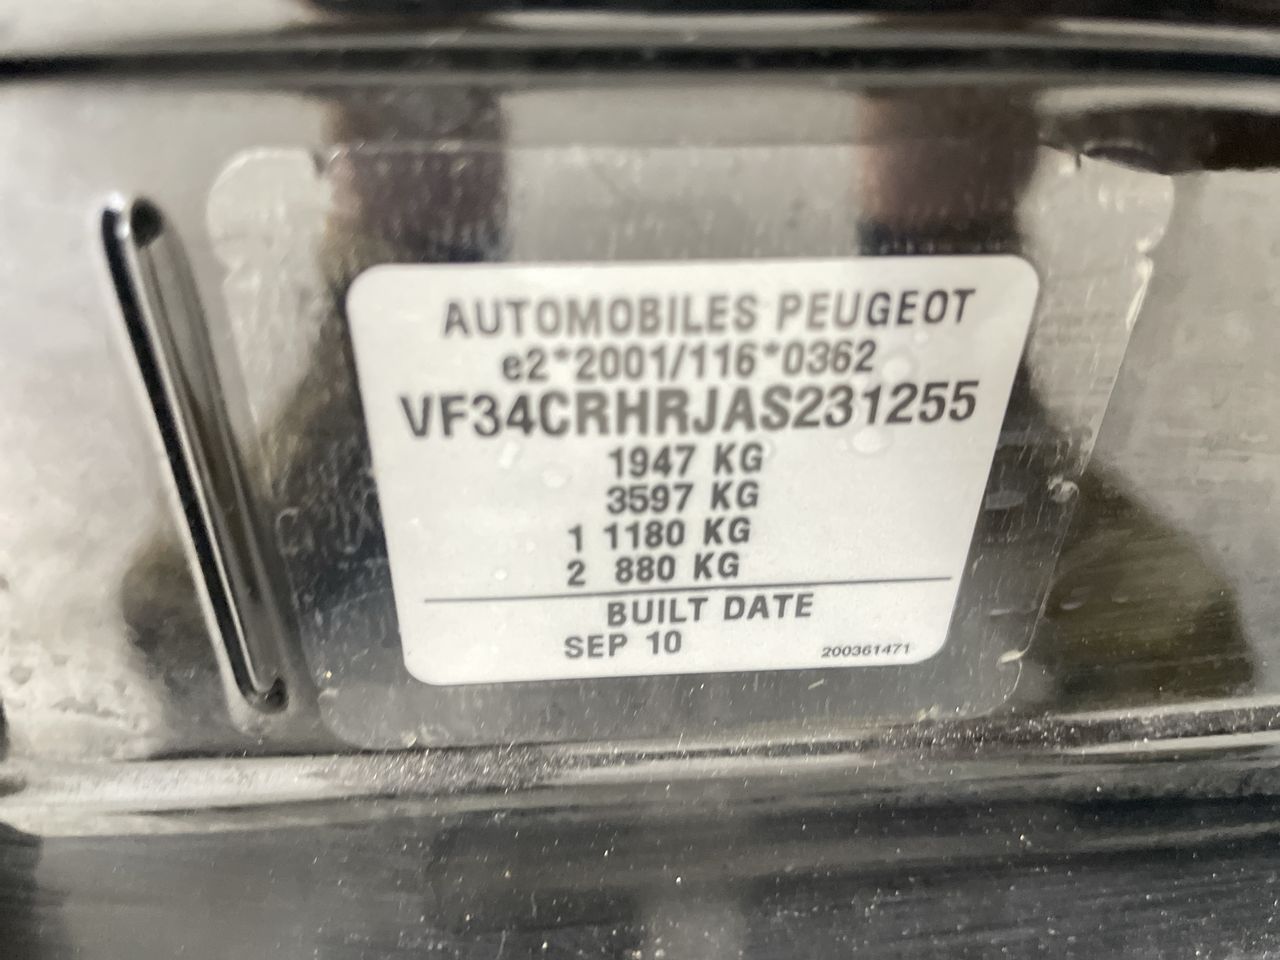 AUTOMOBILES PEUGEOT
e2*2001/116*0362
VF34CRHRJAS231255
1947 KG
3597 KG
1 1180 KG
2 880 KG
BUILT DATE
SEP 10
200361471